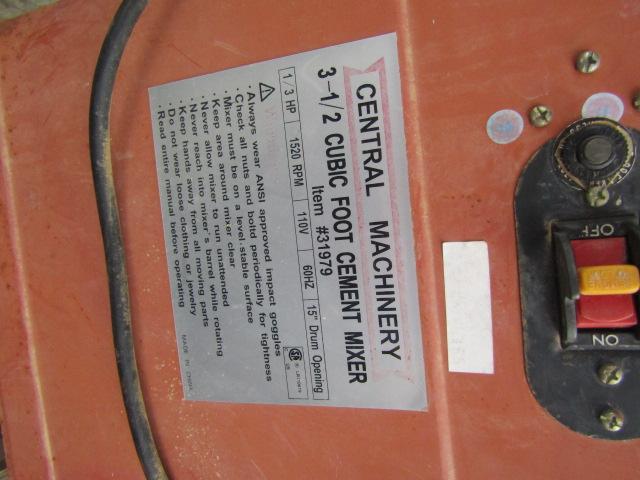 CENTRAL MACHINERY
3-1/2 CUBIC FOOT CEMENT MIXER
Item #31979
1/3 HP 1520 RPM 110V 60HZ 15" Drum Opening
· Always wear ANSI approved impact goggles
· Check all nuts and boltd periodically for tightness
· Mixer must be on a level, stable surface
· Keep area around mixer clear
· Never allow mixer to run unattended
· Never reach into mixer's barrel while rotating
· Keep hands away from all moving parts
· Do not wear loose clothing or jewelry
· Read entire manual before operating
MADE IN CHINA
OFF
ON